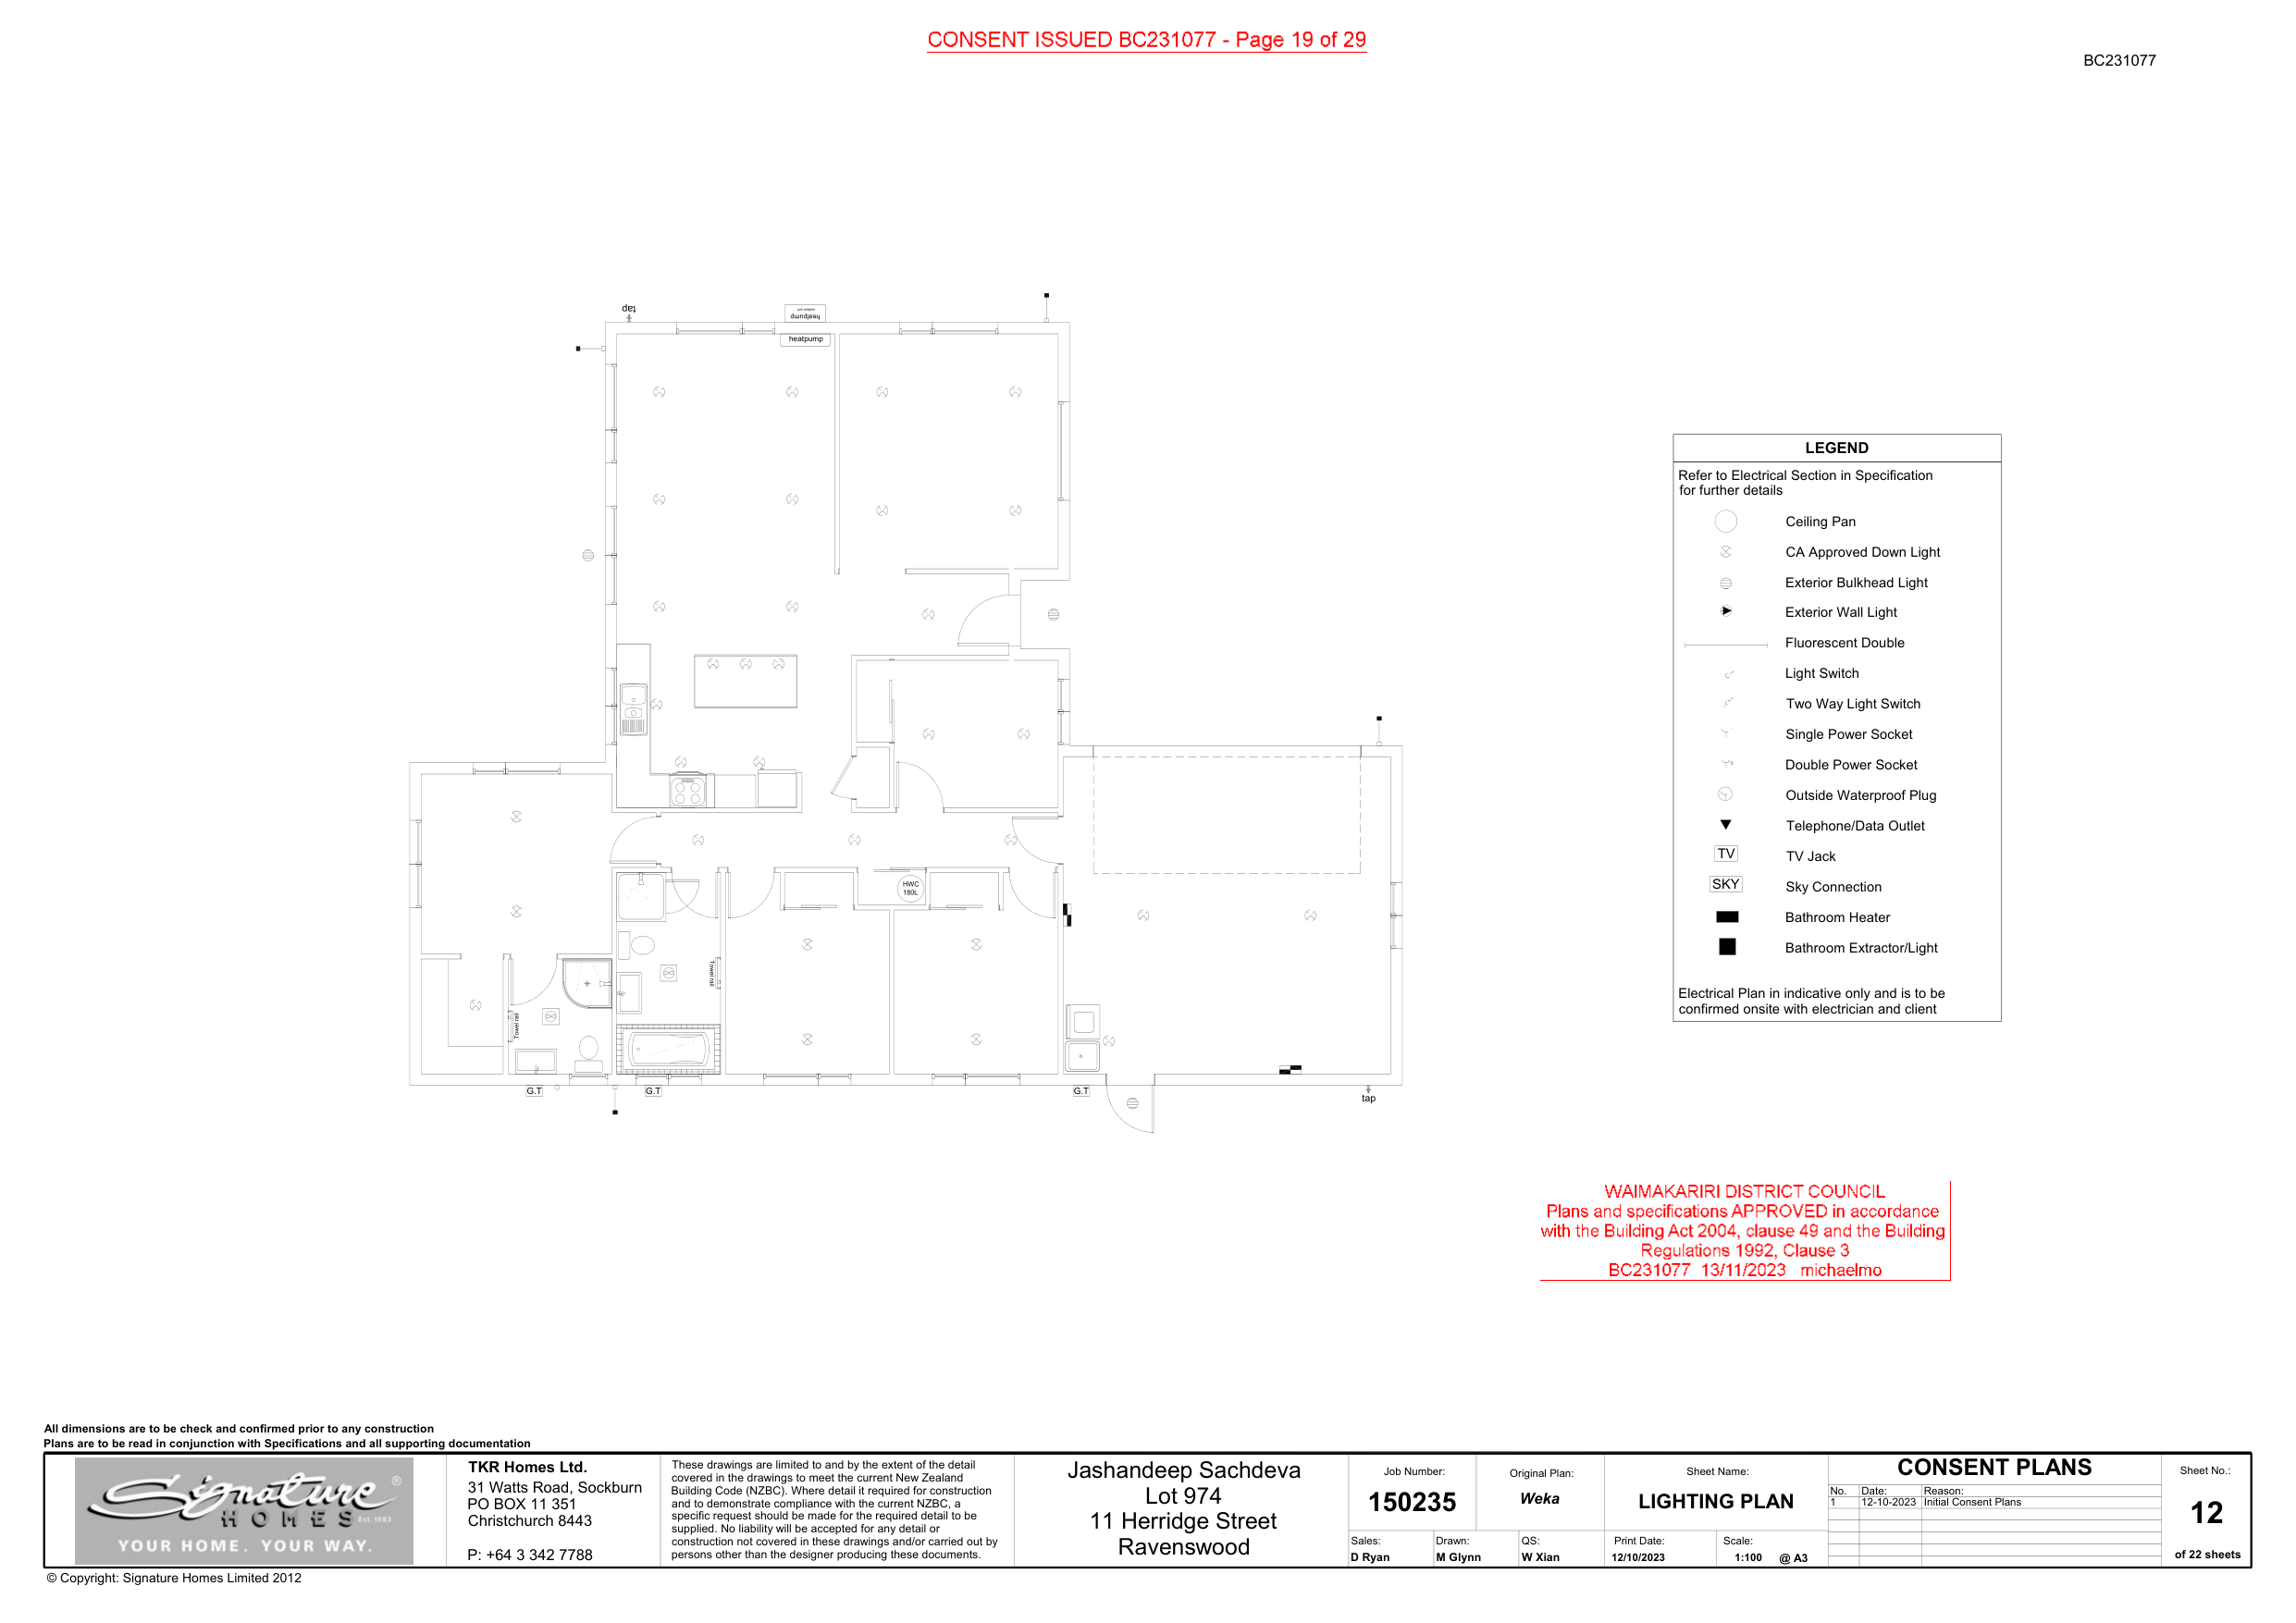 CONSENT ISSUED BC231077 - Page 19 of 29
BC231077
tap
heatpump
heatpump
LEGEND
Refer to Electrical Section in Specification
for further details
Ceiling Pan
CA Approved Down Light
Exterior Bulkhead Light
Exterior Wall Light
Fluorescent Double
Light Switch
Two Way Light Switch
Single Power Socket
Double Power Socket
Outside Waterproof Plug
Telephone/Data Outlet
TV TV Jack
SKY Sky Connection
Bathroom Heater
Bathroom Extractor/Light
Electrical Plan in indicative only and is to be
confirmed onsite with electrician and client
HWC
180L
Towel rail
Towel rail
G.T
G.T
G.T
tap
WAIMAKARIRI DISTRICT COUNCIL
Plans and specifications APPROVED in accordance
with the Building Act 2004, clause 49 and the Building
Regulations 1992, Clause 3
BC231077 13/11/2023 michaelmo
All dimensions are to be check and confirmed prior to any construction
Plans are to be read in conjunction with Specifications and all supporting documentation
Signature ®
HOMES Est. 1983
YOUR HOME. YOUR WAY.
TKR Homes Ltd.
31 Watts Road, Sockburn
PO BOX 11 351
Christchurch 8443
P: +64 3 342 7788
These drawings are limited to and by the extent of the detail
covered in the drawings to meet the current New Zealand
Building Code (NZBC). Where detail it required for construction
and to demonstrate compliance with the current NZBC, a
specific request should be made for the required detail to be
supplied. No liability will be accepted for any detail or
construction not covered in these drawings and/or carried out by
persons other than the designer producing these documents.
Jashandeep Sachdeva
Lot 974
11 Herridge Street
Ravenswood
Job Number:
150235
Original Plan:
Weka
Sheet Name:
LIGHTING PLAN
Sales:
D Ryan
Drawn:
M Glynn
QS:
W Xian
Print Date:
12/10/2023
Scale:
1:100 @ A3
CONSENT PLANS
No. Date: Reason:
1 12-10-2023 Initial Consent Plans
Sheet No.:
12
of 22 sheets
© Copyright: Signature Homes Limited 2012